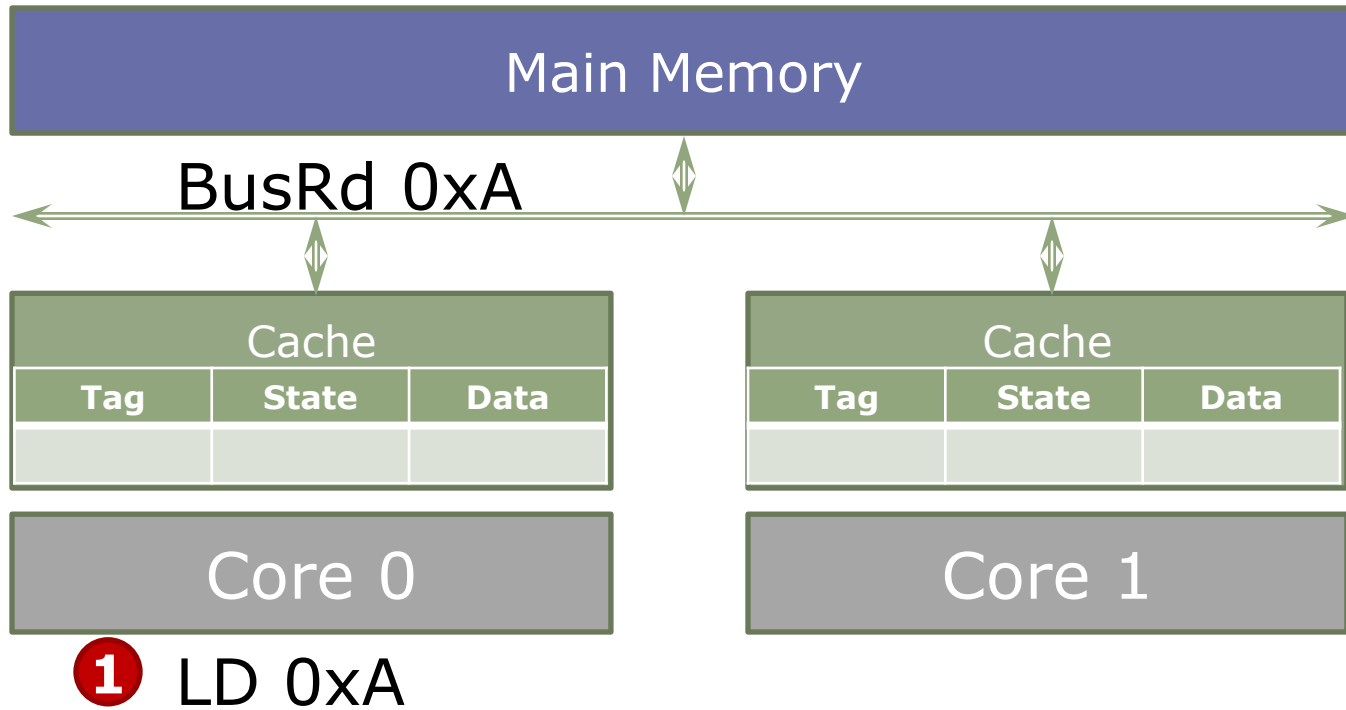 Main Memory
BusRd 0xA
Cache Cache
Tag State Data Tag State Data
Core 0 Core 1
1 LD 0xA